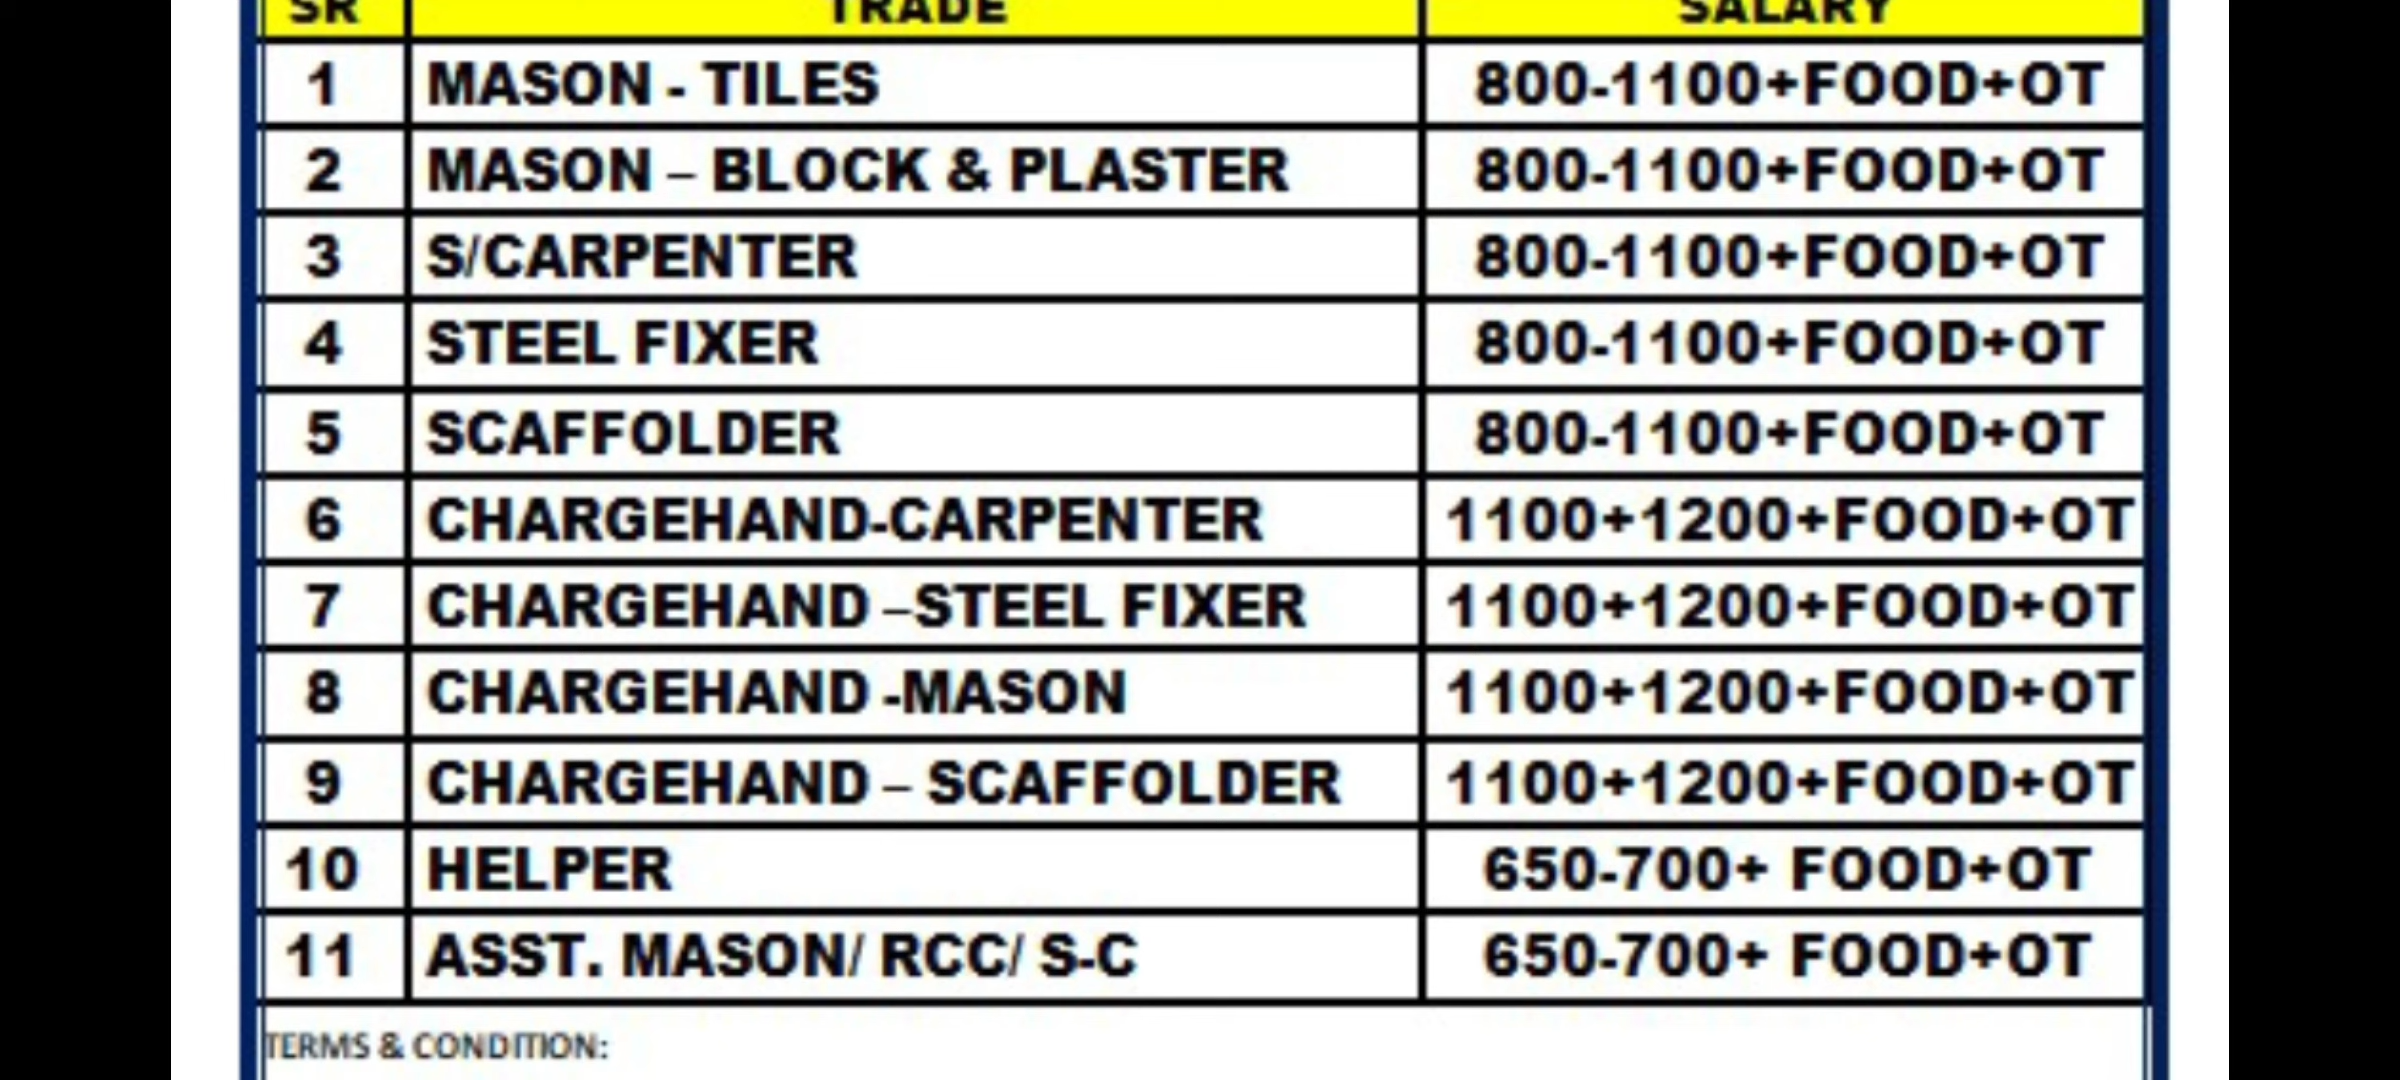 SR TRADE SALARY
1 MASON - TILES 800-1100+FOOD+OT
2 MASON – BLOCK & PLASTER 800-1100+FOOD+OT
3 S/CARPENTER 800-1100+FOOD+OT
4 STEEL FIXER 800-1100+FOOD+OT
5 SCAFFOLDER 800-1100+FOOD+OT
6 CHARGEHAND-CARPENTER 1100+1200+FOOD+OT
7 CHARGEHAND –STEEL FIXER 1100+1200+FOOD+OT
8 CHARGEHAND -MASON 1100+1200+FOOD+OT
9 CHARGEHAND – SCAFFOLDER 1100+1200+FOOD+OT
10 HELPER 650-700+ FOOD+OT
11 ASST. MASON/ RCC/ S-C 650-700+ FOOD+OT
TERMS & CONDITION: